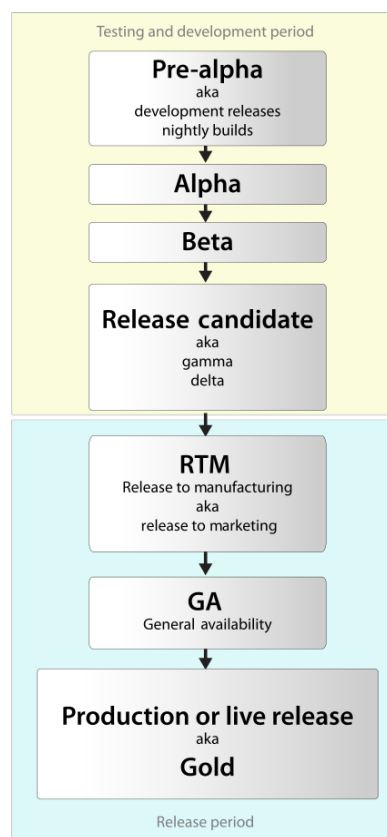 Testing and development period
Pre-alpha
aka
development releases
nightly builds
Alpha
Beta
Release candidate
aka
gamma
delta
RTM
Release to manufacturing
aka
release to marketing
GA
General availability
Production or live release
aka
Gold
Release period